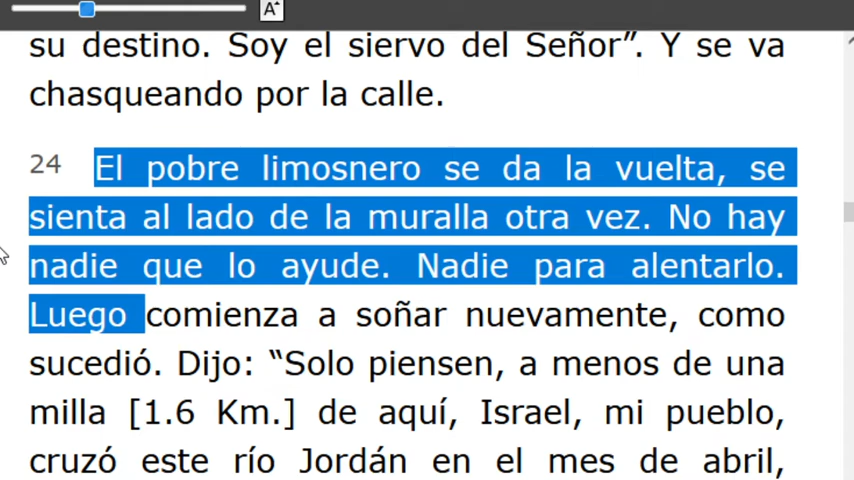 A
su destino. Soy el siervo del Señor”. Y se va
chasqueando por la calle.
24 El pobre limosnero se da la vuelta, se
sienta al lado de la muralla otra vez. No hay
nadie que lo ayude. Nadie para alentarlo.
Luego comienza a soñar nuevamente, como
sucedió. Dijo: “Solo piensen, a menos de una
milla [1.6 Km.] de aquí, Israel, mi pueblo,
cruzó este río Jordán en el mes de abril,